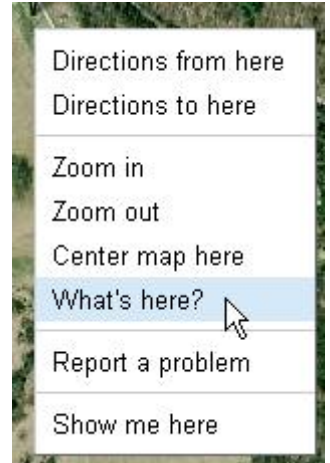 Directions from here
Directions to here
Zoom in
Zoom out
Center map here
What's here?
Report a problem
Show me here